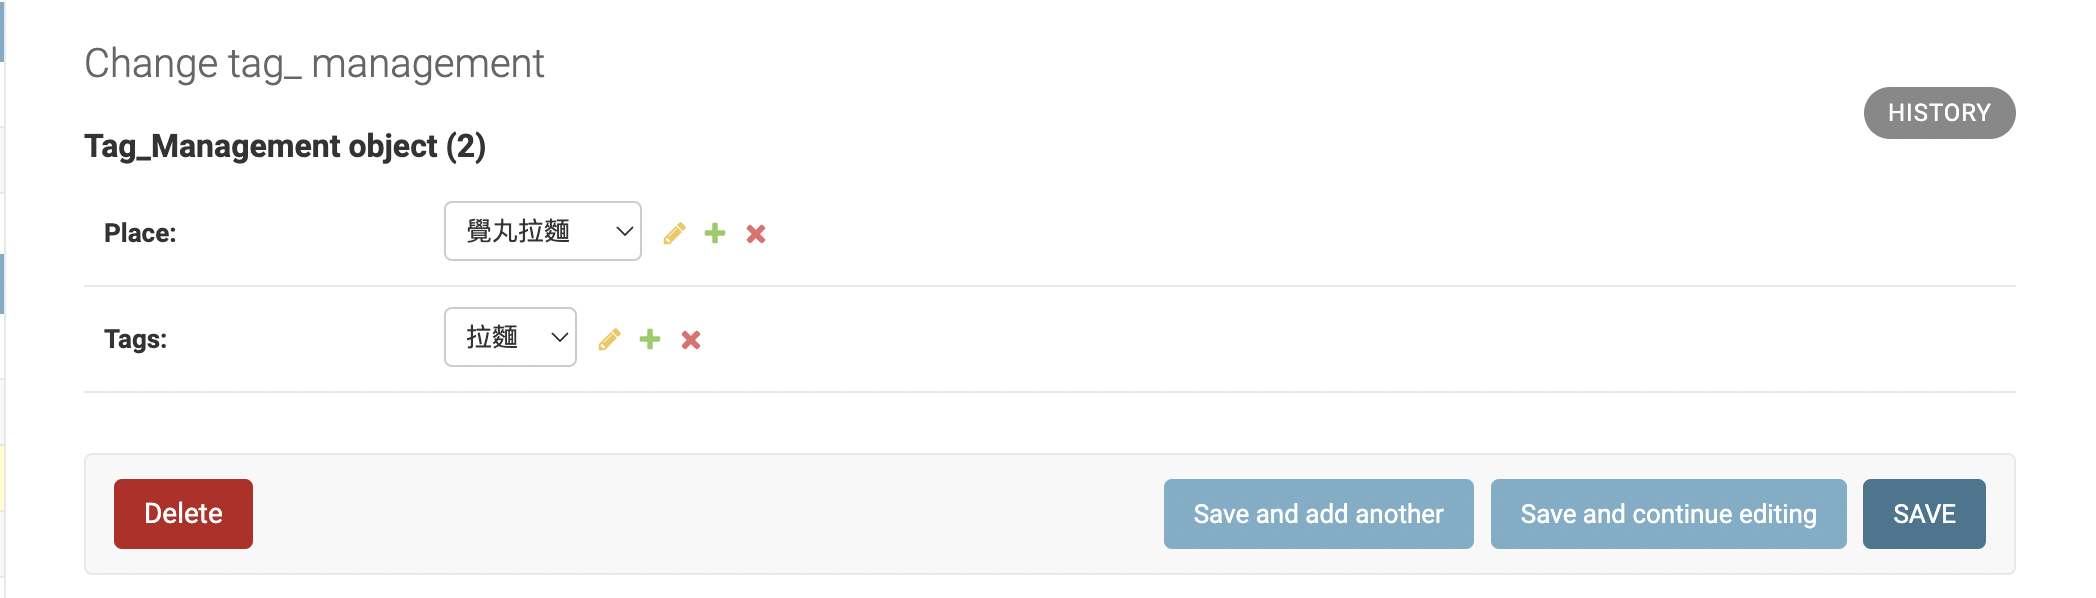 Change tag_ management
HISTORY
Tag_Management object (2)
Place: 覺丸拉麵
Tags: 拉麵
Delete Save and add another Save and continue editing SAVE